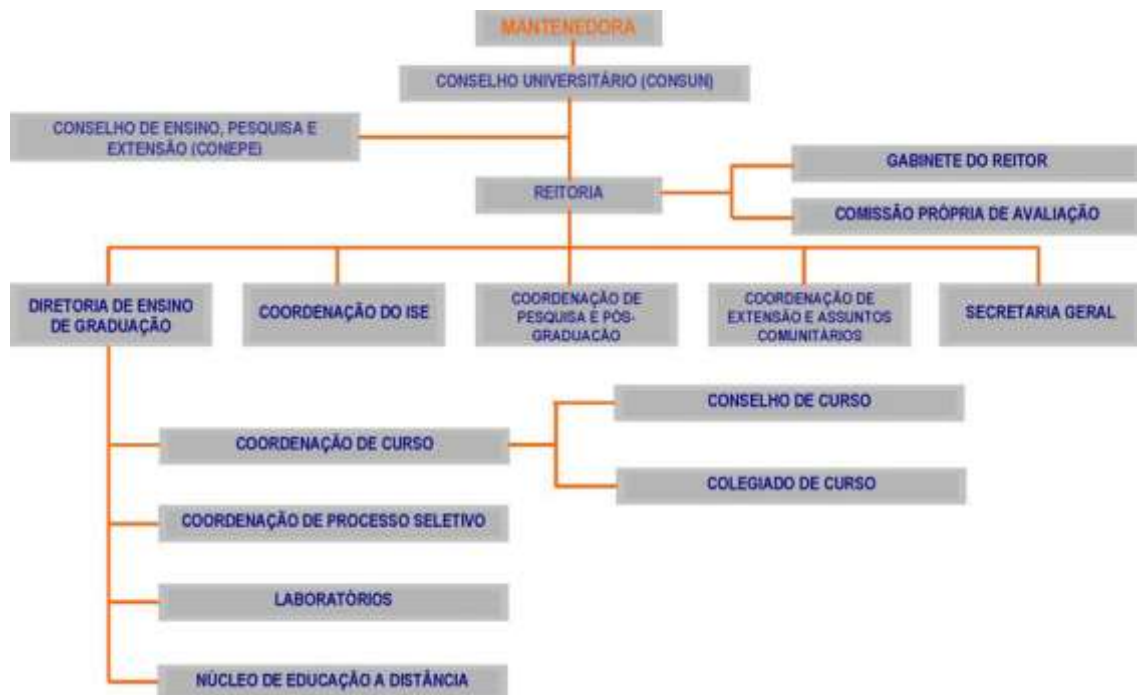 MANTENEDORA
CONSELHO UNIVERSITÁRIO (CONSUN)
CONSELHO DE ENSINO, PESQUISA E
EXTENSÃO (CONEPE)
GABINETE DO REITOR
REITORIA
COMISSÃO PRÓPRIA DE AVALIAÇÃO
DIRETORIA DE ENSINO
DE GRADUAÇÃO
COORDENAÇÃO DO ISE
COORDENAÇÃO DE
PESQUISA E PÓS-
GRADUAÇÃO
COORDENAÇÃO DE
EXTENSÃO E ASSUNTOS
COMUNITÁRIOS
SECRETARIA GERAL
CONSELHO DE CURSO
COORDENAÇÃO DE CURSO
COLEGIADO DE CURSO
COORDENAÇÃO DE PROCESSO SELETIVO
LABORATÓRIOS
NÚCLEO DE EDUCAÇÃO A DISTÂNCIA